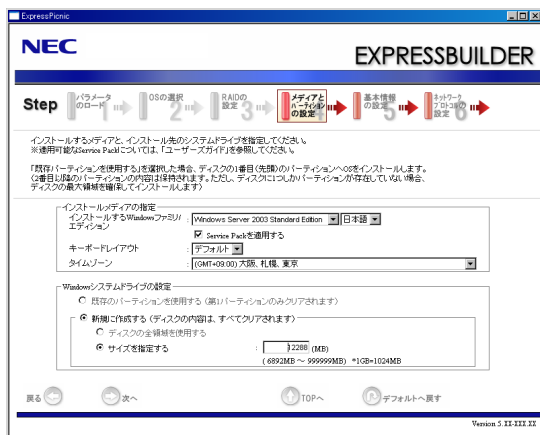 ExpressPicnic
NEC
EXPRESSBUILDER
Step
パラメータのロード 1
OSの選択 2
RAIDの設定 3
メディアとパーティションの設定 4
基本情報の設定 5
ネットワークプロトコルの設定 6
インストールするメディアと、インストール先のシステムドライブを指定してください。
※適用可能なService Packについては、「ユーザーズガイド」を参照してください。
「既存パーティションを使用する」を選択した場合、ディスクの1番目(先頭)のパーティションへOSをインストールします。
(2番目以降のパーティションの内容は保持されます。ただし、ディスクに1つしかパーティションが存在していない場合、
ディスクの最大領域を確保してインストールします)
インストールメディアの指定
インストールするWindowsファミリ/エディション : Windows Server 2003 Standard Edition 日本語
Service Packを適用する
キーボードレイアウト : デフォルト
タイムゾーン : (GMT+09:00) 大阪、札幌、東京
Windowsシステムドライブの設定
既存のパーティションを使用する (第1パーティションのみクリアされます)
新規に作成する (ディスクの内容は、すべてクリアされます)
ディスクの全領域を使用する
サイズを指定する : 12288 (MB)
( 6892MB ～ 999999MB) *1GB=1024MB
戻る 次へ TOPへ デフォルトへ戻す
Version 5.XX-XXX.XX